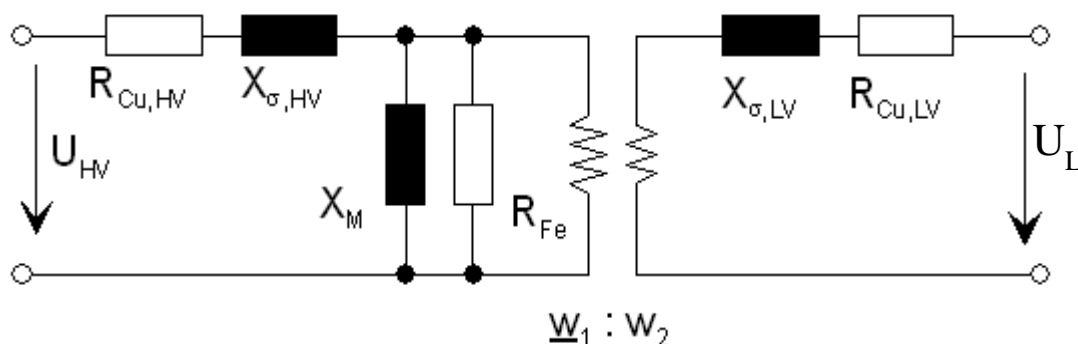 R_Cu,HV X_σ,HV X_σ,LV R_Cu,LV
U_HV U_L
X_M R_Fe
w_1 : w_2